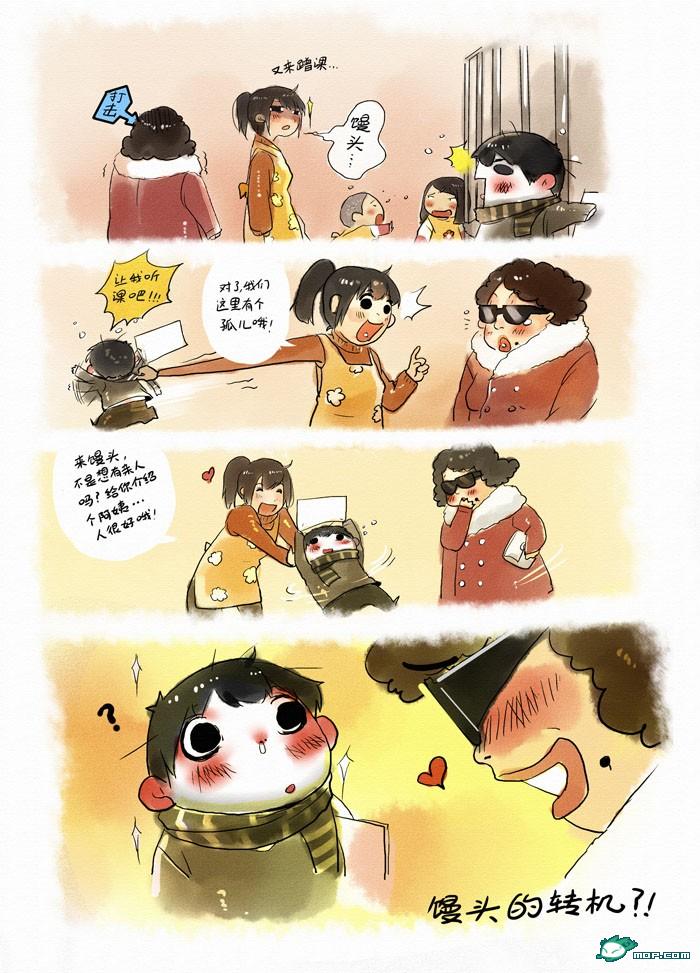 又来蹭课...
打击
馒头...
让我听
课吧!!!
对了,我们
这里有个
孤儿哦!
来馒头,
不是想有亲人
吗?给你介绍
个阿姨...
人很好哦!
?
馒头的转机?!
mop.com